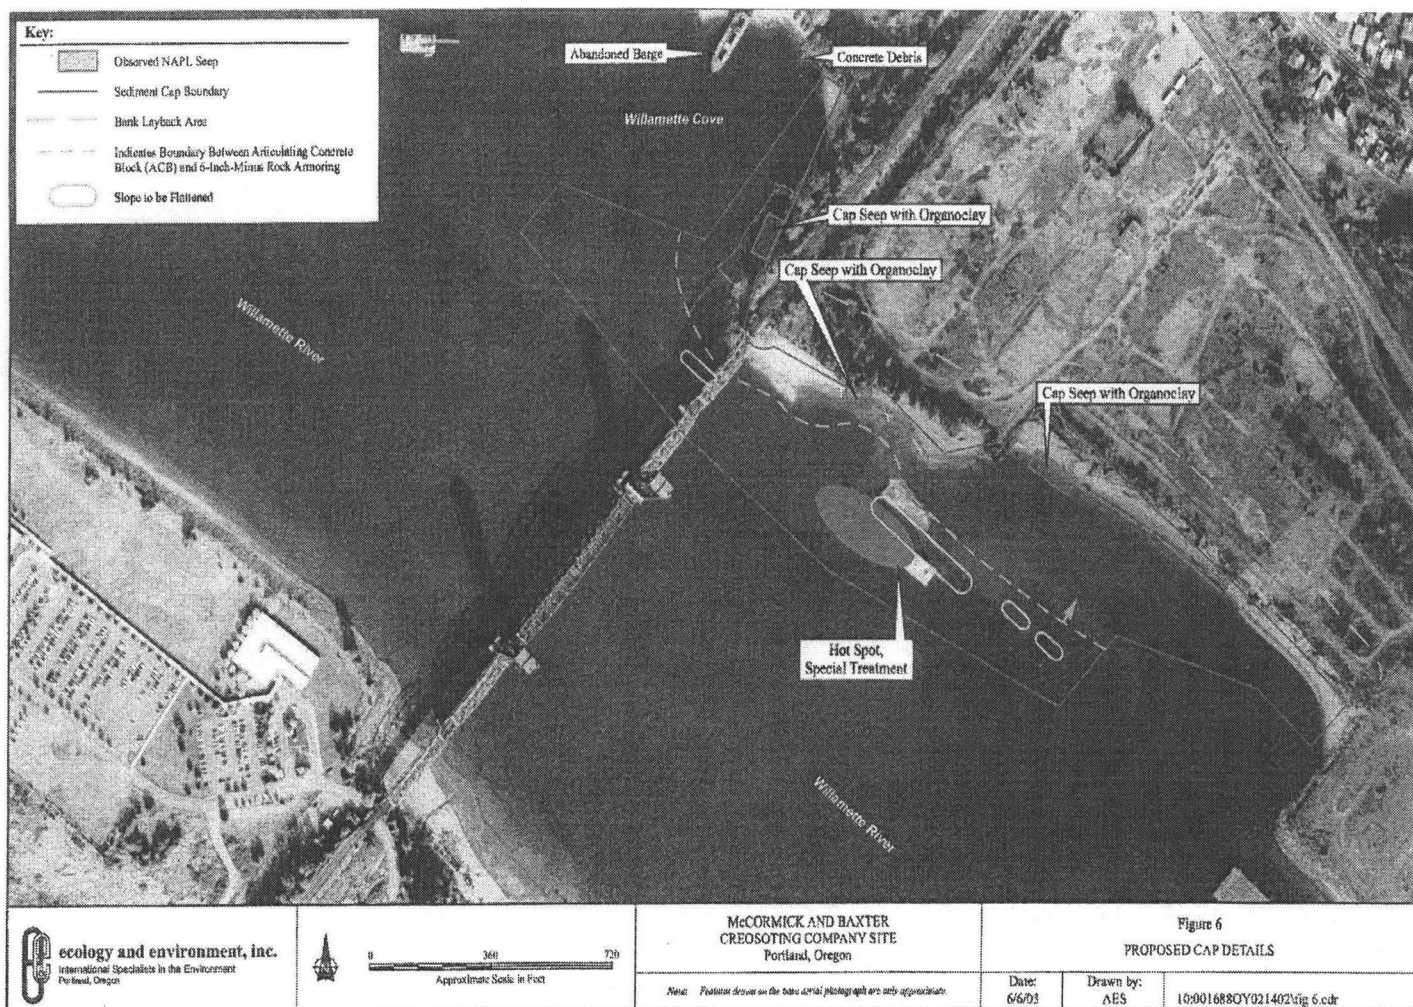 Key:
Observed NAPL Seep
Sediment Cap Boundary
Bank Layback Area
Indicates Boundary Between Articulating Concrete
Block (ACB) and 6-Inch-Minus Rock Armoring
Slope to be Flattened
Abandoned Barge
Concrete Debris
Willamette Cove
Cap Seep with Organoclay
Cap Seep with Organoclay
Willamette River
Cap Seep with Organoclay
Hot Spot,
Special Treatment
Willamette River
ecology and environment, inc.
International Specialists in the Environment
Portland, Oregon
0 360 720
Approximate Scale in Feet
McCORMICK AND BAXTER
CREOSOTING COMPANY SITE
Portland, Oregon
Note: Features drawn on the base aerial photograph are only approximate.
Figure 6
PROPOSED CAP DETAILS
Date:
6/6/03
Drawn by:
AES
10:001688OY021402\fig 6.cdr